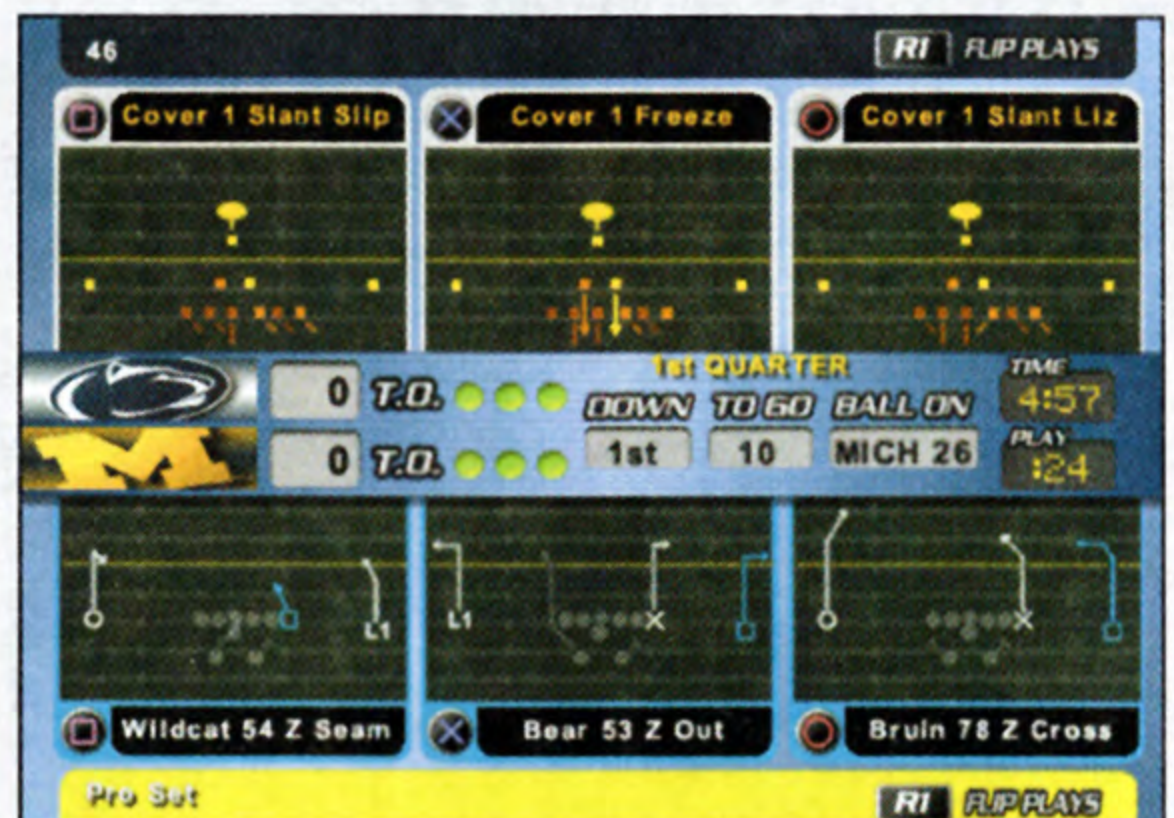 46 R1 FLIP PLAYS
Cover 1 Slant Slip Cover 1 Freeze Cover 1 Slant Liz
1st QUARTER TIME
0 T.O. DOWN TO GO BALL ON 4:57
M 0 T.O. 1st 10 MICH 26 PLAY :24
L1 L1 X X
Wildcat 54 Z Seam Bear 53 Z Out Bruin 78 Z Cross
Pro Set R1 FLIP PLAYS